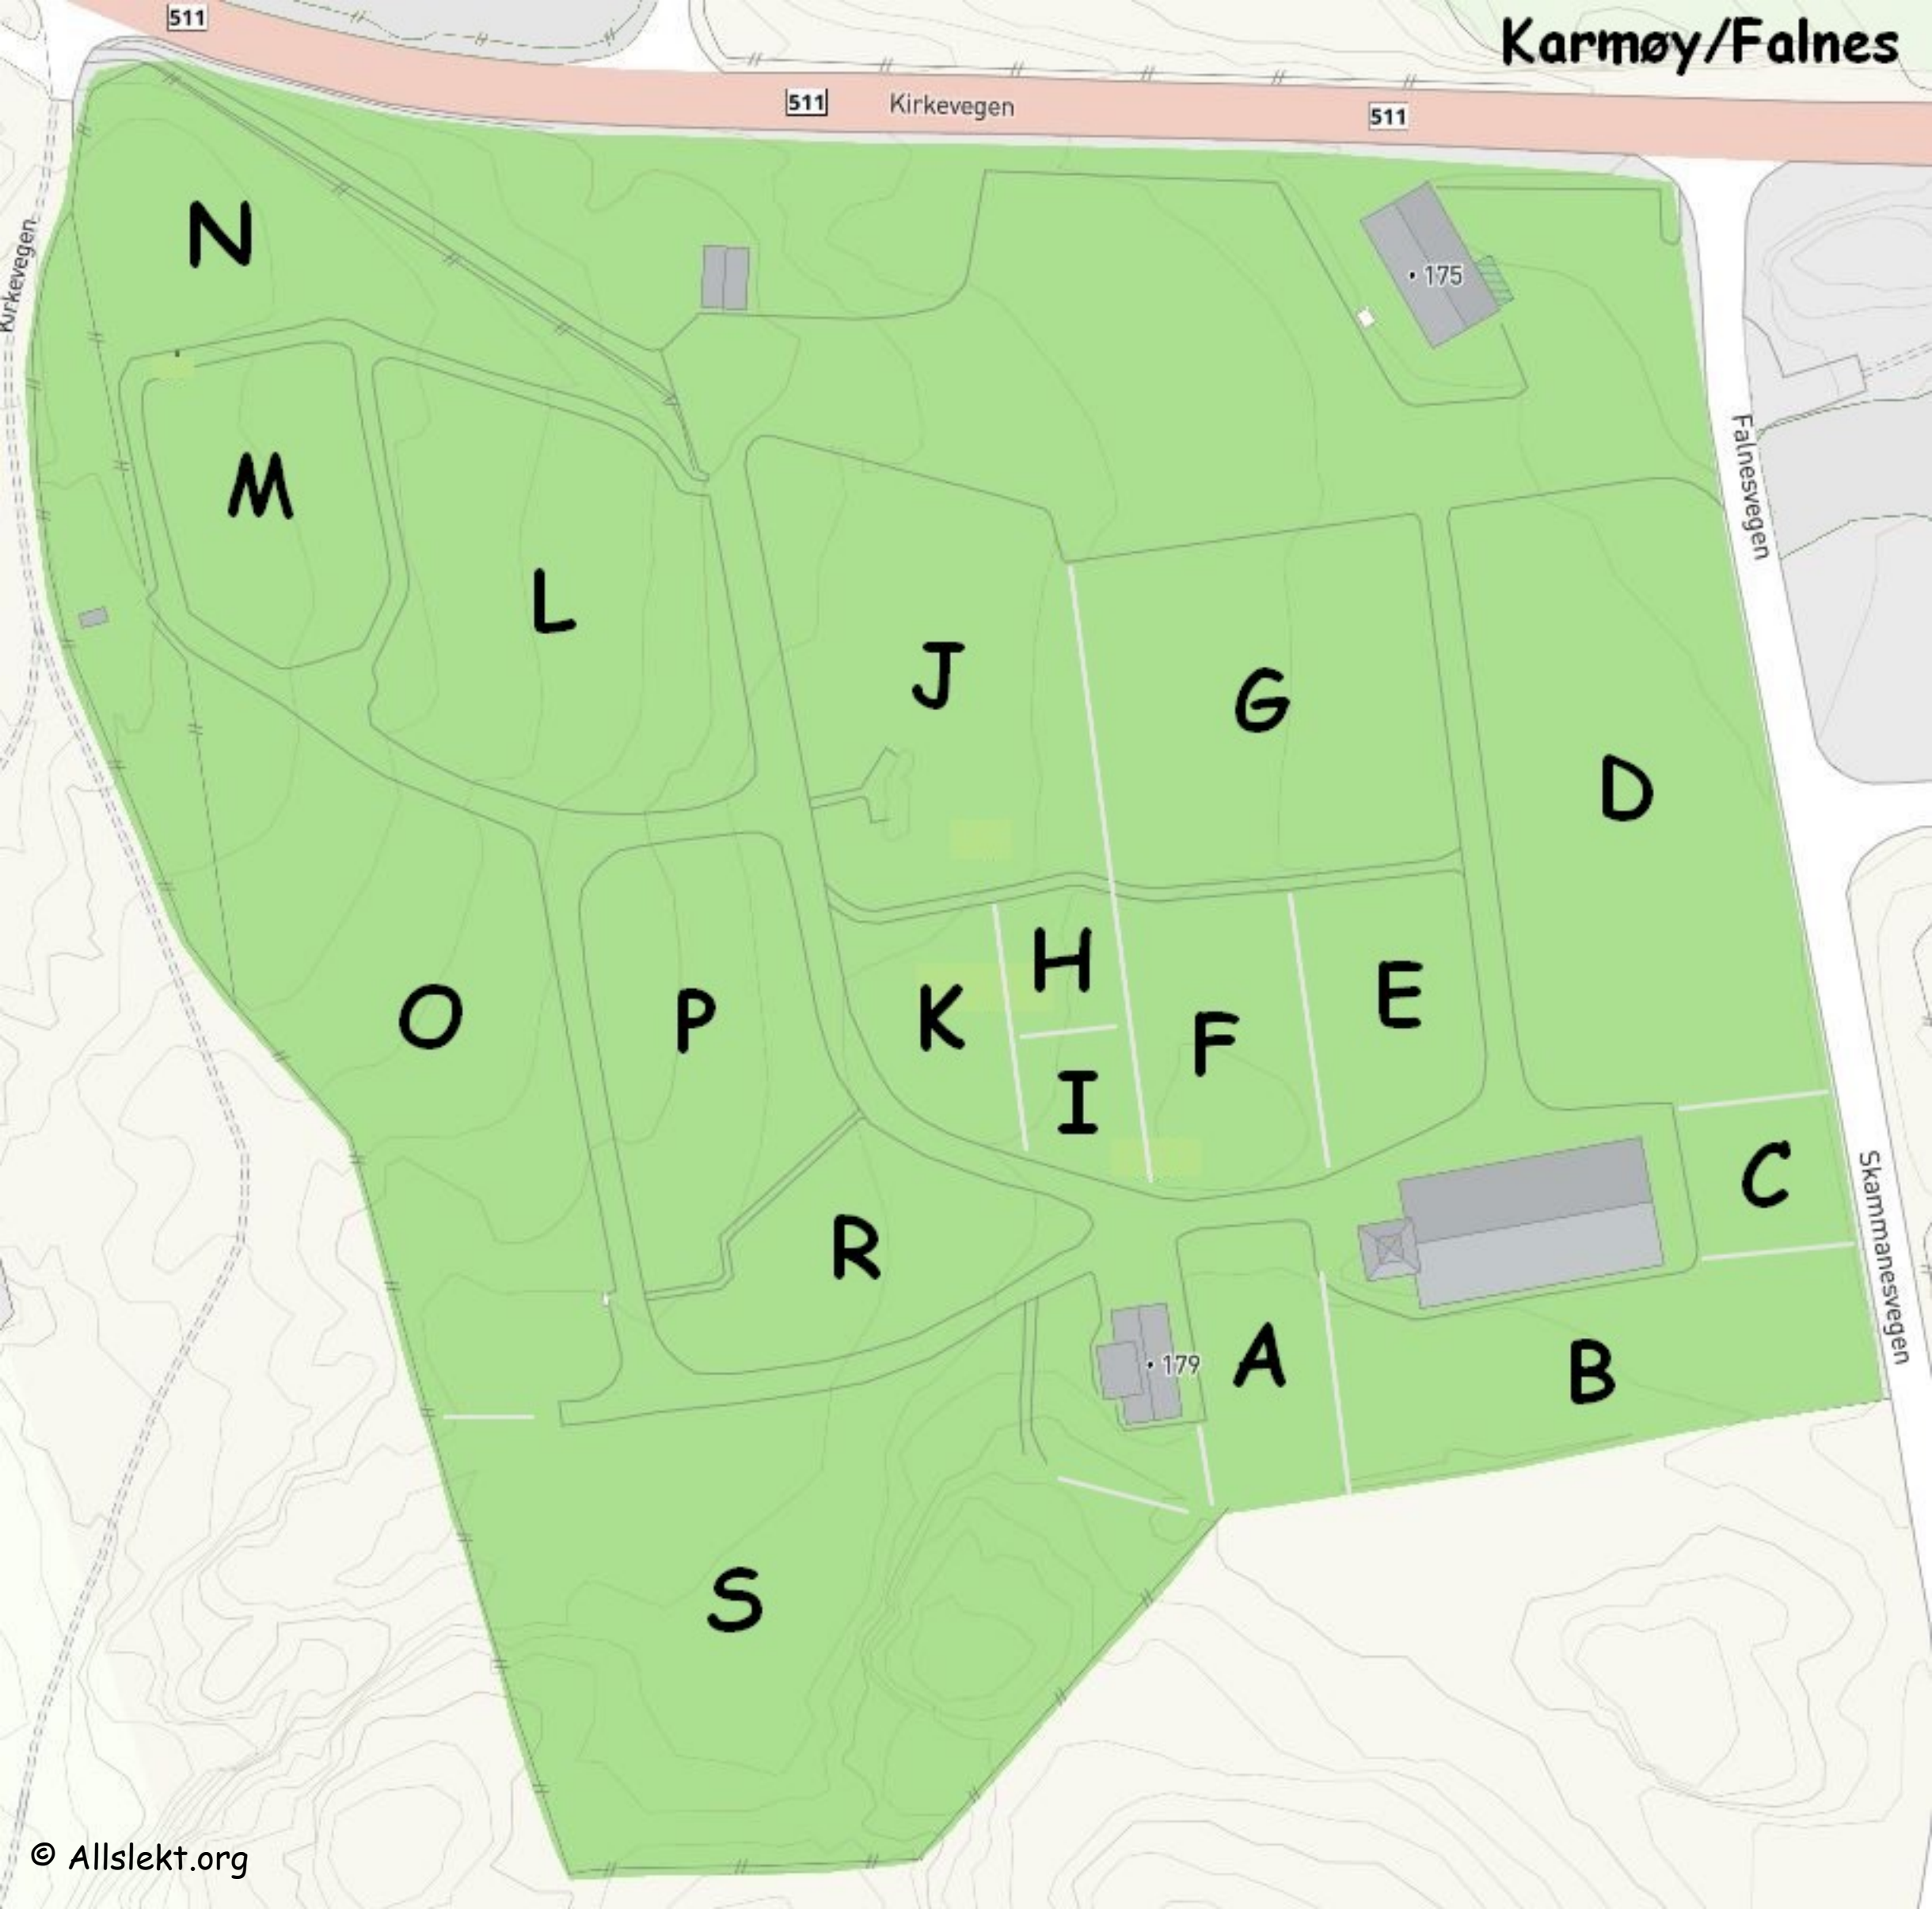 511
Karmøy/Falnes
511
Kirkevegen
511
N
Kirkevegen
175
M
L
Falnesvegen
J
G
D
H
K
O
P
F
E
I
C
R
Skammanesvegen
179
A
B
S
© Allslekt.org